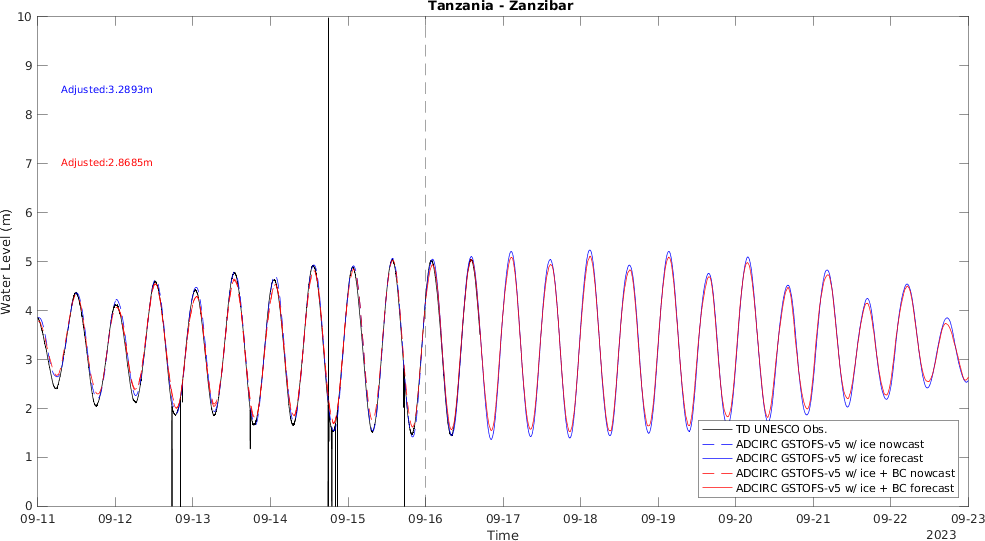 Tanzania - Zanzibar
10
9
8
7
6
5
4
3
2
1
0
Water Level (m)
Adjusted:3.2893m
Adjusted:2.8685m
TD UNESCO Obs.
ADCIRC GSTOFS-v5 w/ ice nowcast
ADCIRC GSTOFS-v5 w/ ice forecast
ADCIRC GSTOFS-v5 w/ ice + BC nowcast
ADCIRC GSTOFS-v5 w/ ice + BC forecast
09-11 09-12 09-13 09-14 09-15 09-16 09-17 09-18 09-19 09-20 09-21 09-22 09-23
Time
2023